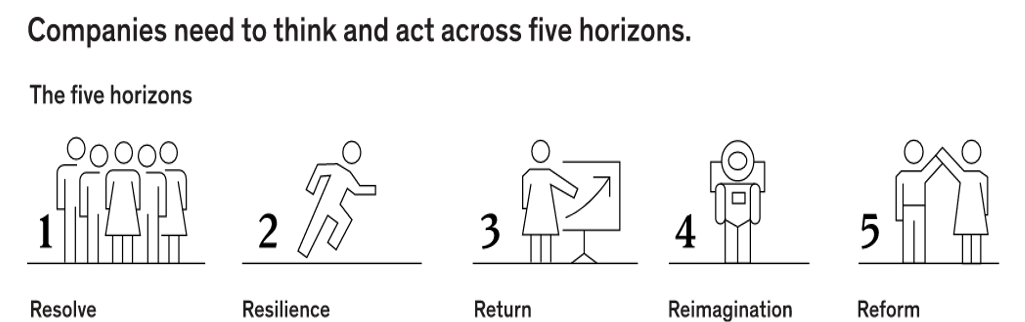 Companies need to think and act across five horizons.
The five horizons
1 2 3 4 5
Resolve Resilience Return Reimagination Reform